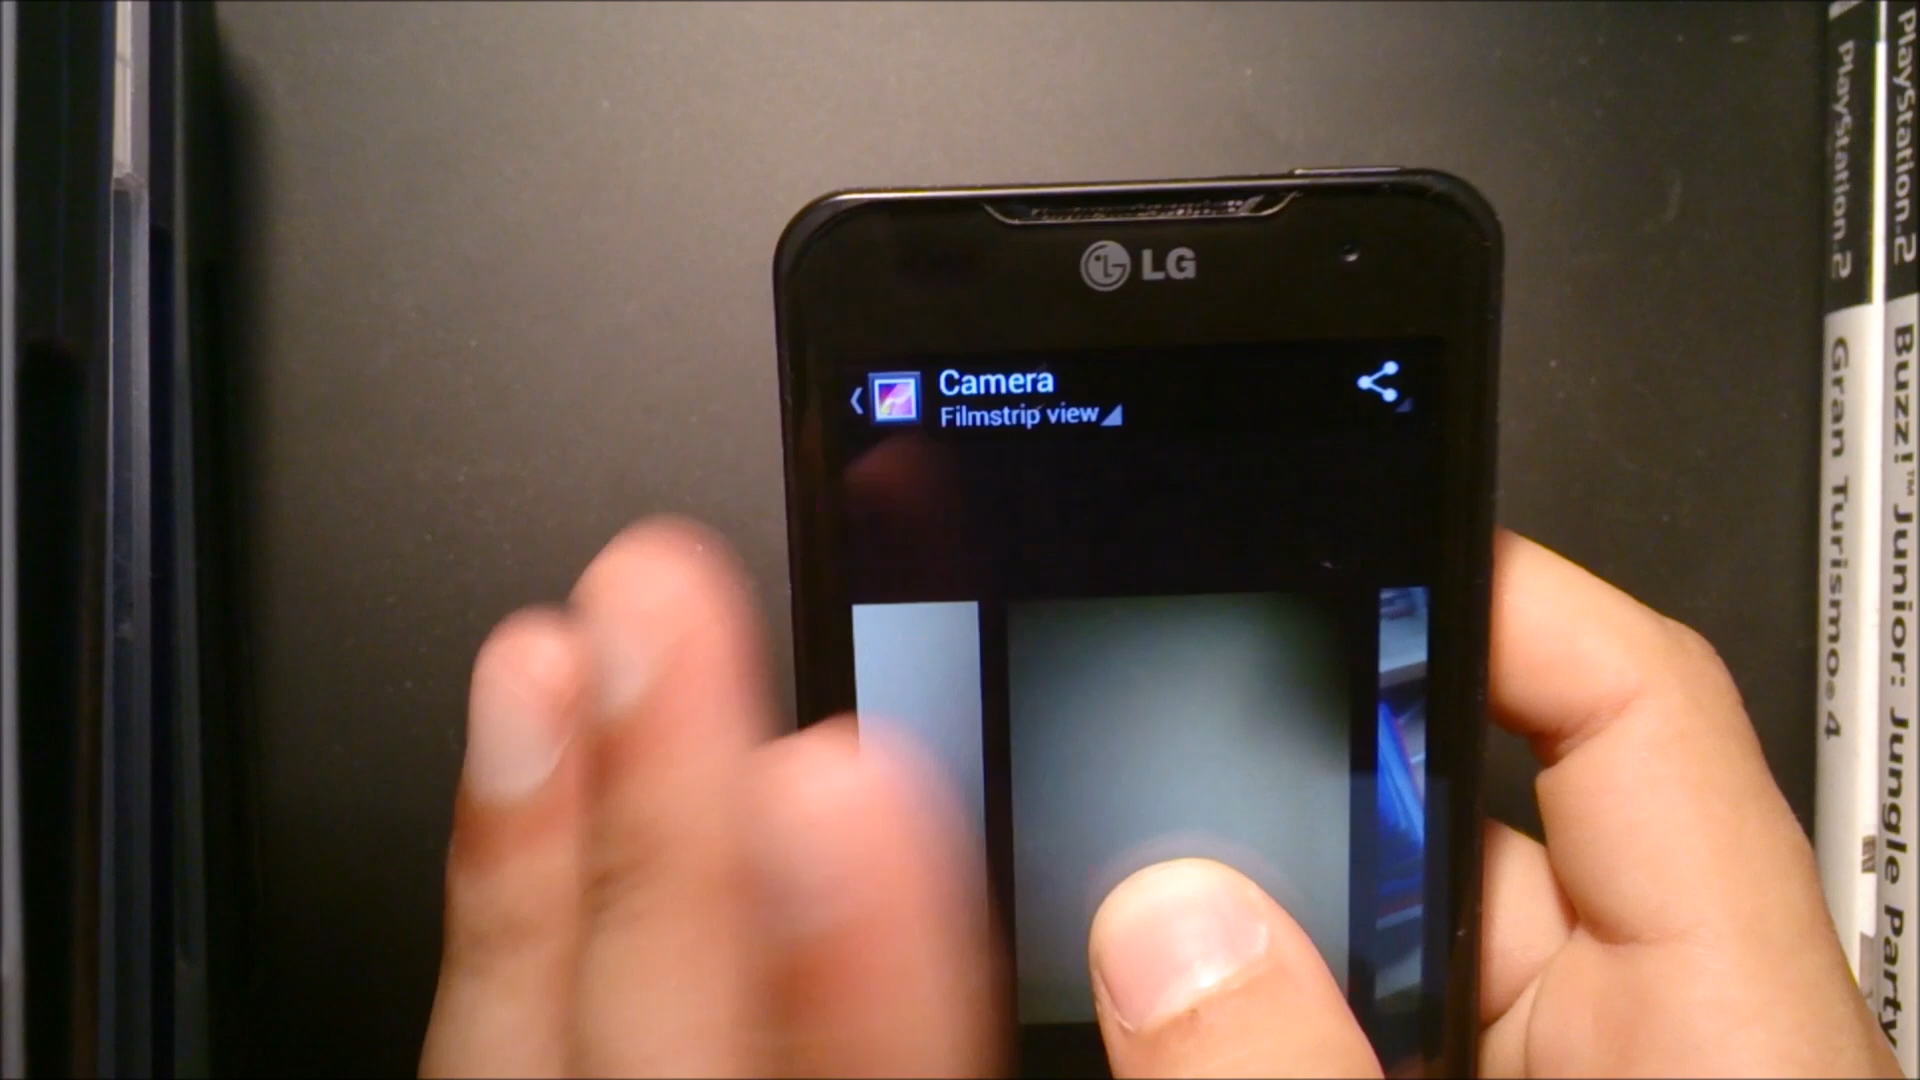 LG
Camera
Filmstrip view
PlayStation.2
Gran Turismo® 4
PlayStation.2
Buzz!™ Junior: Jungle Party